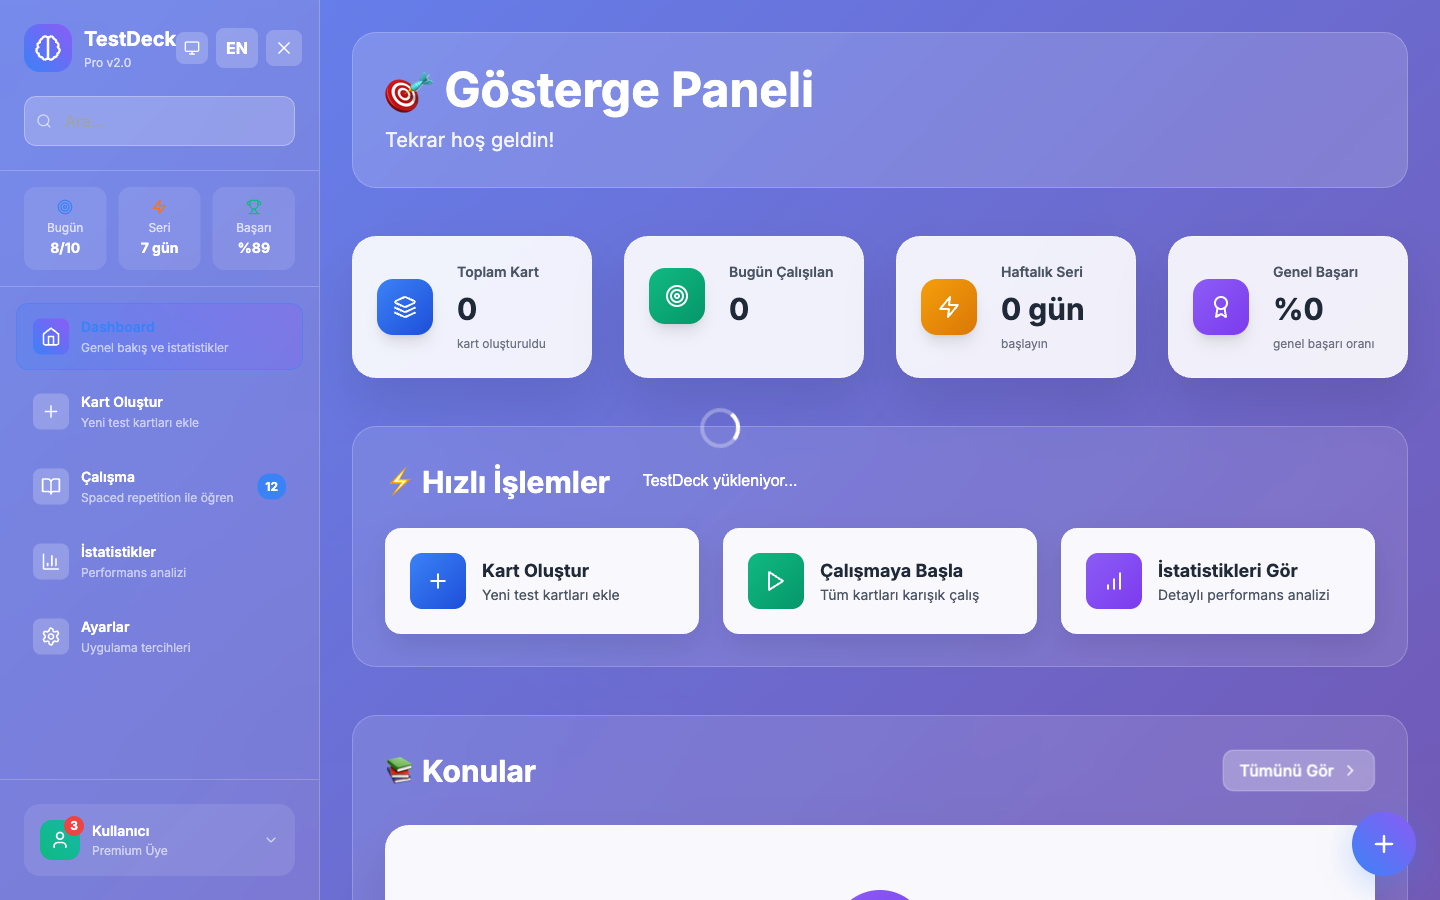 TestDeck
Pro v2.0
EN
Ara...
Bugün
8/10
Seri
7 gün
Başarı
%89
Dashboard
Genel bakış ve istatistikler
Kart Oluştur
Yeni test kartları ekle
Çalışma
Spaced repetition ile öğren
12
İstatistikler
Performans analizi
Ayarlar
Uygulama tercihleri
3
Kullanıcı
Premium Üye
Gösterge Paneli
Tekrar hoş geldin!
Toplam Kart
0
kart oluşturuldu
Bugün Çalışılan
0
Haftalık Seri
0 gün
başlayın
Genel Başarı
%0
genel başarı oranı
Hızlı İşlemler
TestDeck yükleniyor...
Kart Oluştur
Yeni test kartları ekle
Çalışmaya Başla
Tüm kartları karışık çalış
İstatistikleri Gör
Detaylı performans analizi
Konular
Tümünü Gör